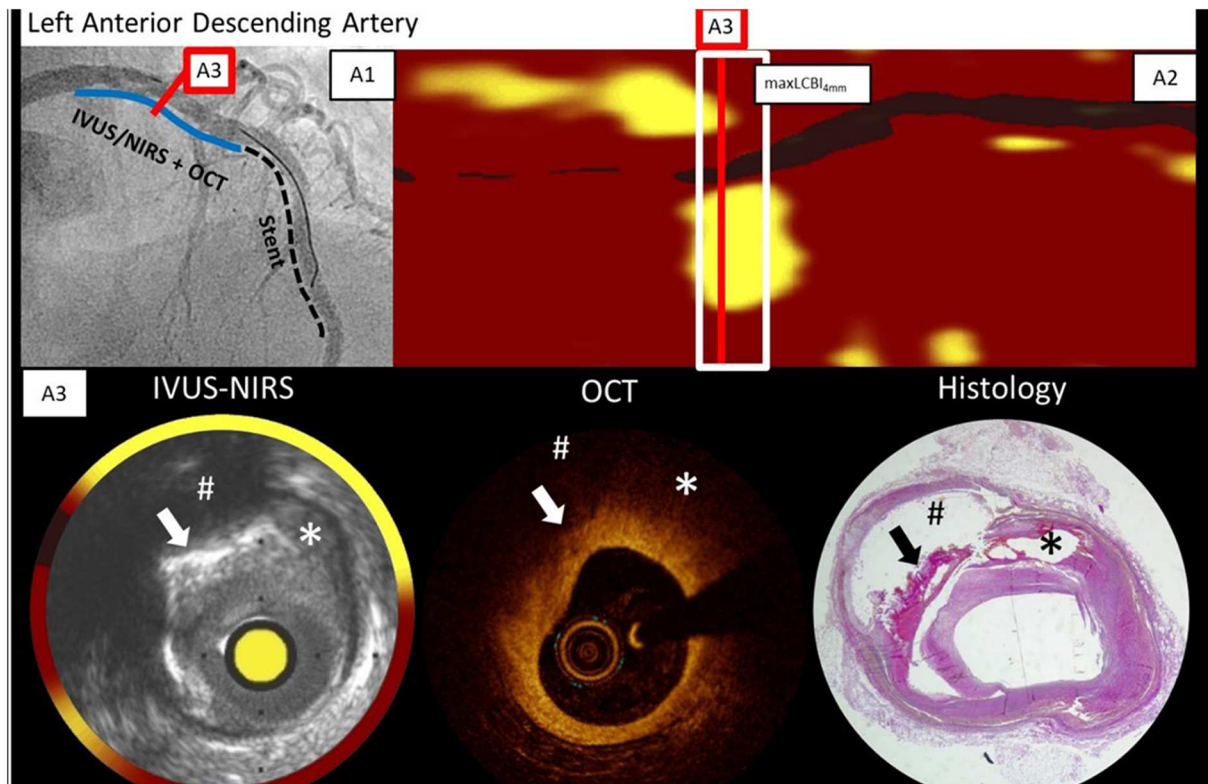 Left Anterior Descending Artery
A3
A3
A1
maxLCBI4mm
A2
IVUS/NIRS + OCT
Stent
A3
IVUS-NIRS
OCT
Histology
#
*
#
*
#
*